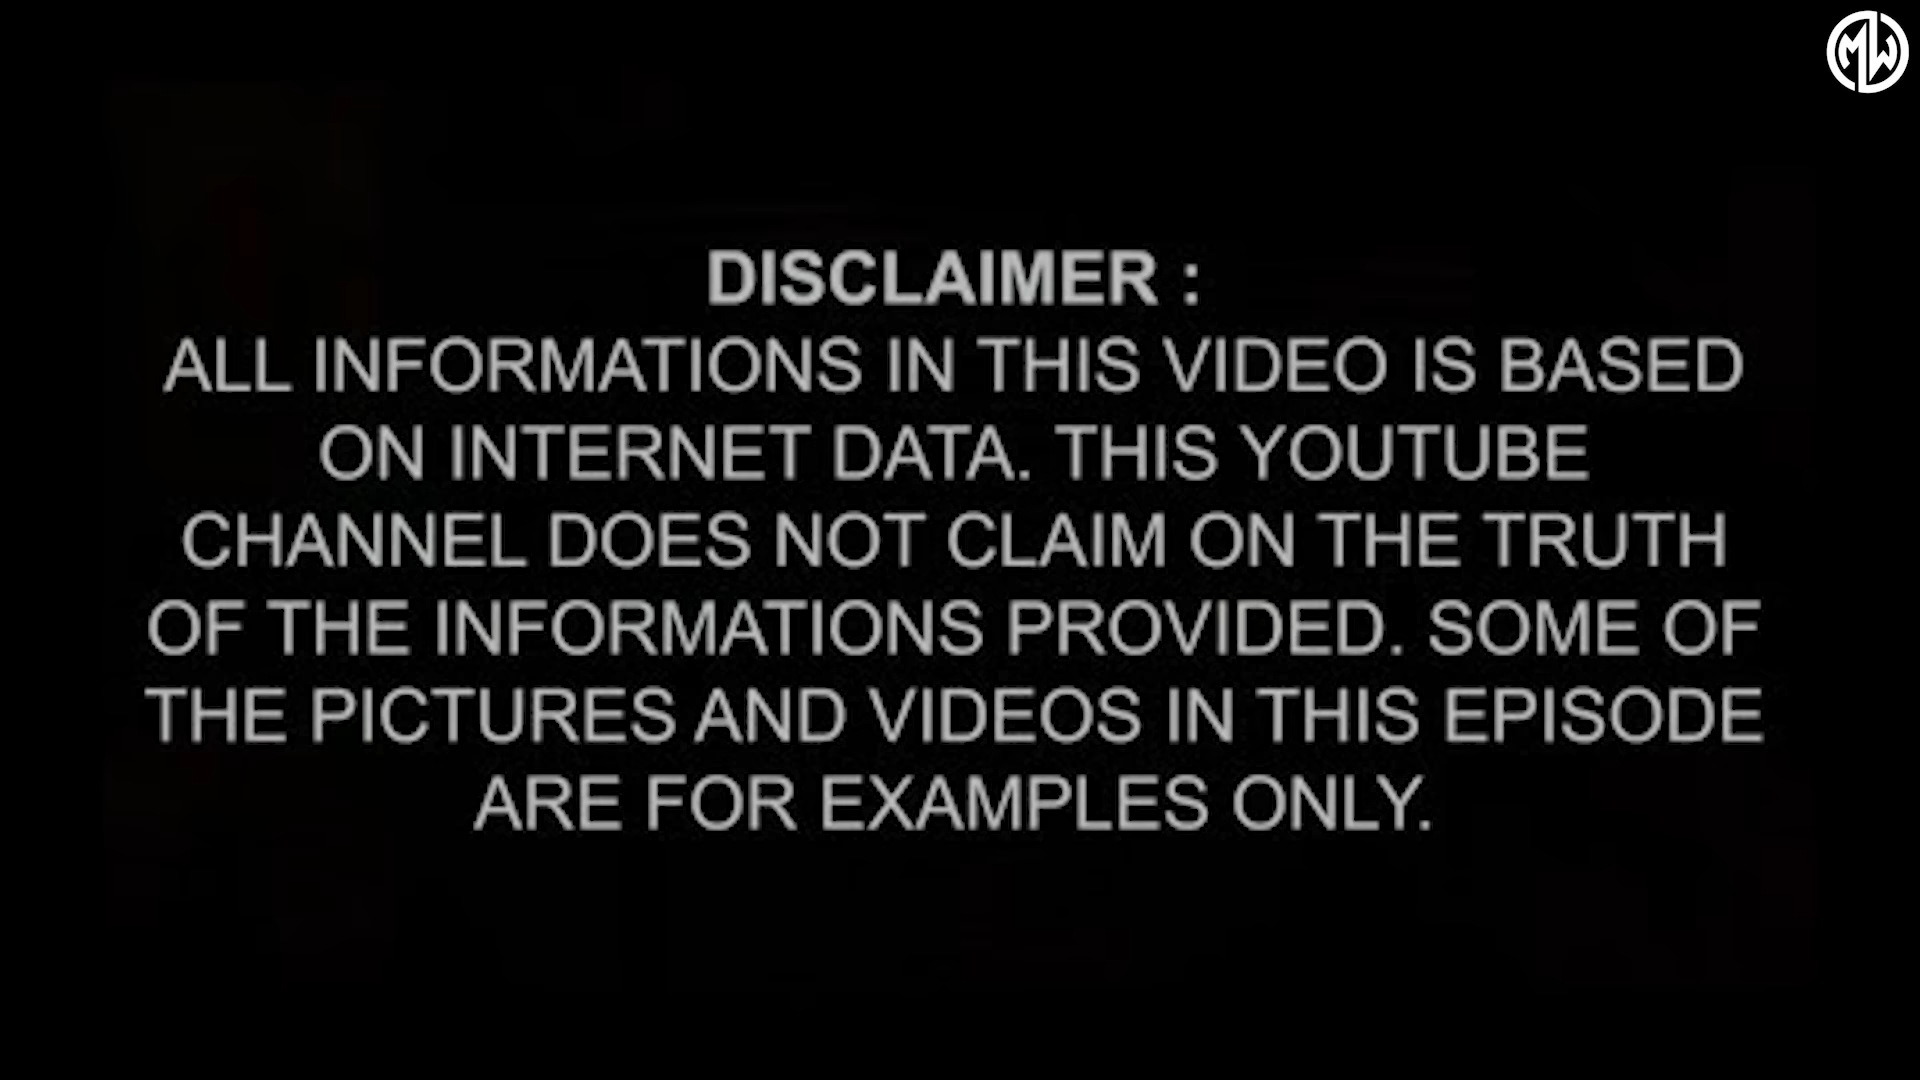 MW
DISCLAIMER :
ALL INFORMATIONS IN THIS VIDEO IS BASED
ON INTERNET DATA. THIS YOUTUBE
CHANNEL DOES NOT CLAIM ON THE TRUTH
OF THE INFORMATIONS PROVIDED. SOME OF
THE PICTURES AND VIDEOS IN THIS EPISODE
ARE FOR EXAMPLES ONLY.